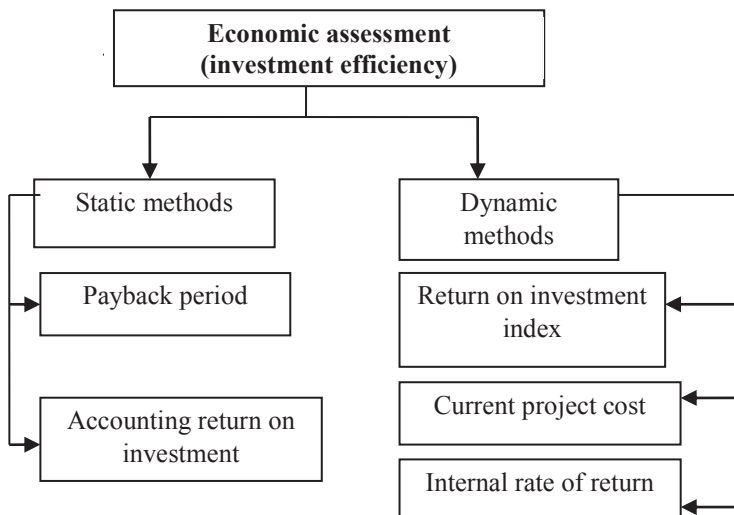 Economic assessment
(investment efficiency)
Static methods
Dynamic
methods
Payback period
Return on investment
index
Accounting return on
investment
Current project cost
Internal rate of return